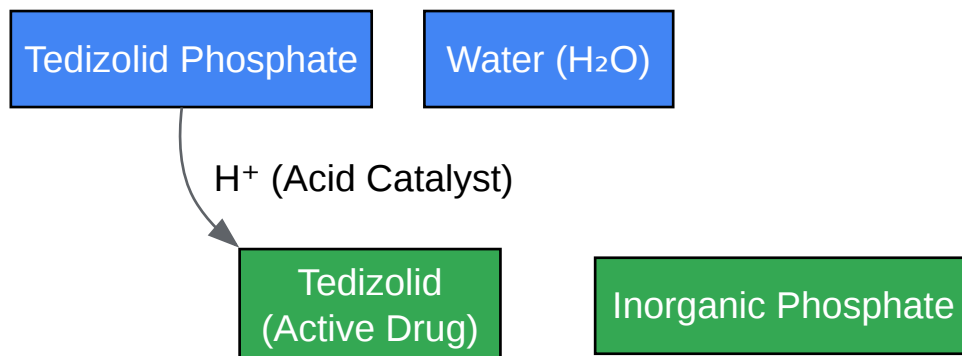 Tedizolid Phosphate
Water (H₂O)
H⁺ (Acid Catalyst)
Tedizolid
(Active Drug)
Inorganic Phosphate